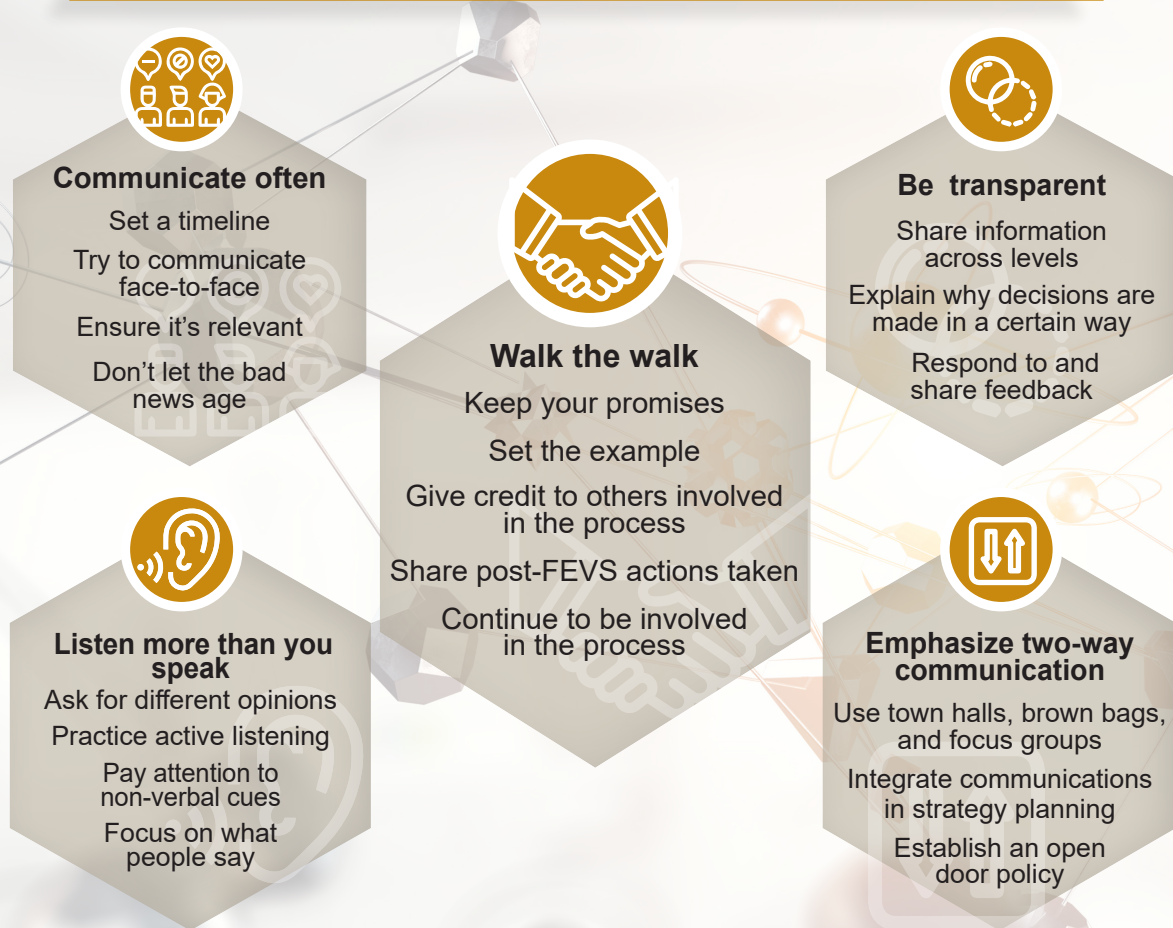 Communicate often
Set a timeline
Try to communicate
face-to-face
Ensure it’s relevant
Don’t let the bad
news age
Listen more than you
speak
Ask for different opinions
Practice active listening
Pay attention to
non-verbal cues
Focus on what
people say
Walk the walk
Keep your promises
Set the example
Give credit to others involved
in the process
Share post-FEVS actions taken
Continue to be involved
in the process
Be transparent
Share information
across levels
Explain why decisions are
made in a certain way
Respond to and
share feedback
Emphasize two-way
communication
Use town halls, brown bags,
and focus groups
Integrate communications
in strategy planning
Establish an open
door policy